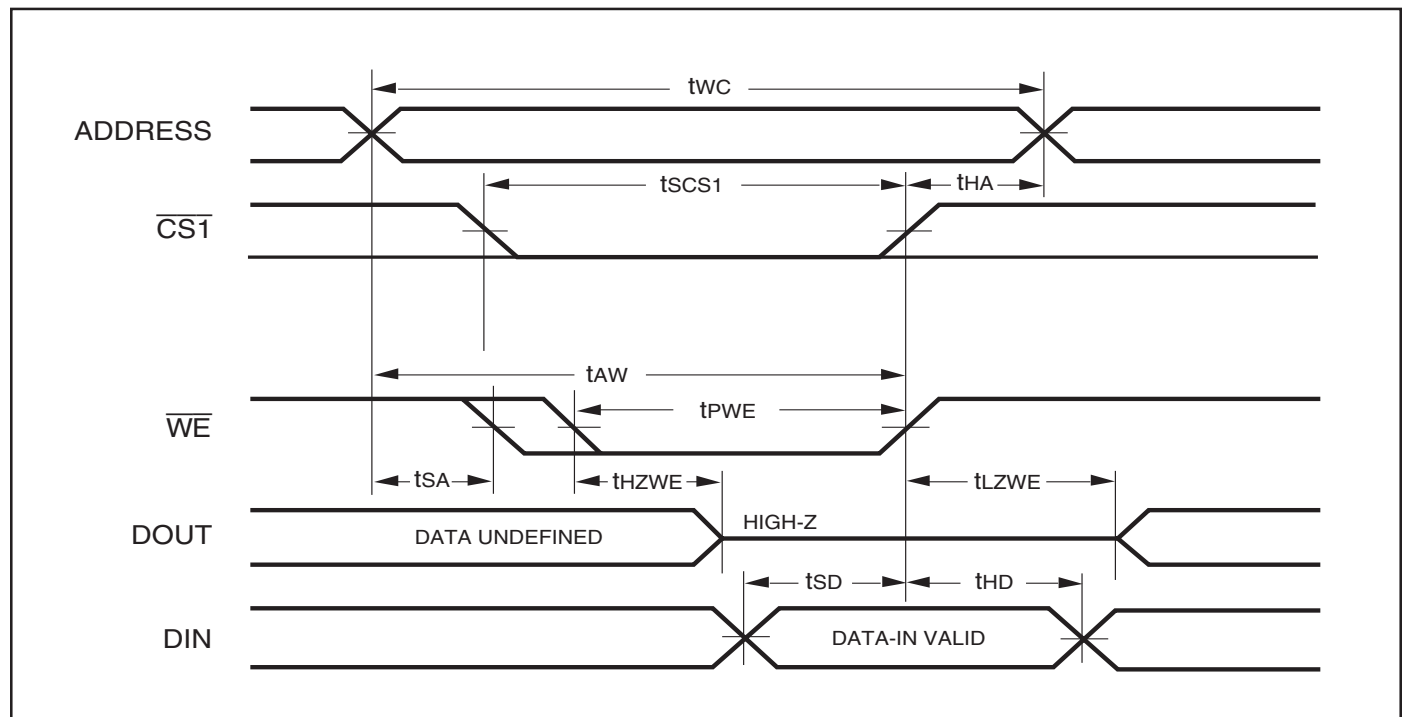 tWC
ADDRESS
tSCS1
tHA
CS1
tAW
WE
tPWE
tSA
tHZWE
tLZWE
DOUT
DATA UNDEFINED
HIGH-Z
tSD
tHD
DIN
DATA-IN VALID